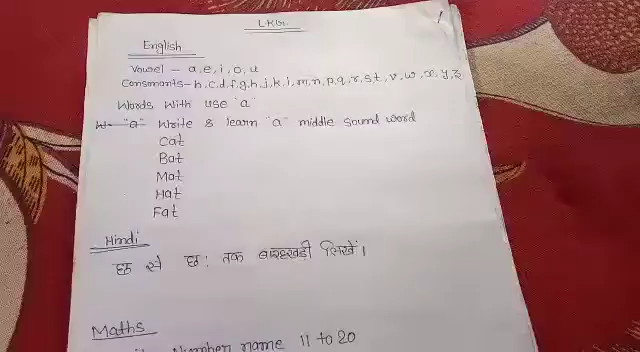 LKG.
English
Vowel - a, e, i, o, u
Consonants - b, c, d, f, g, h, j, k, l, m, n, p, q, r, s, t, v, w, x, y, z
Words With use "a"
"a" Write & learn "a" middle sound word
Cat
Bat
Mat
Hat
Fat
Hindi
छ से छः तक बारहखड़ी लिखें।
Maths
Number name 11 to 20